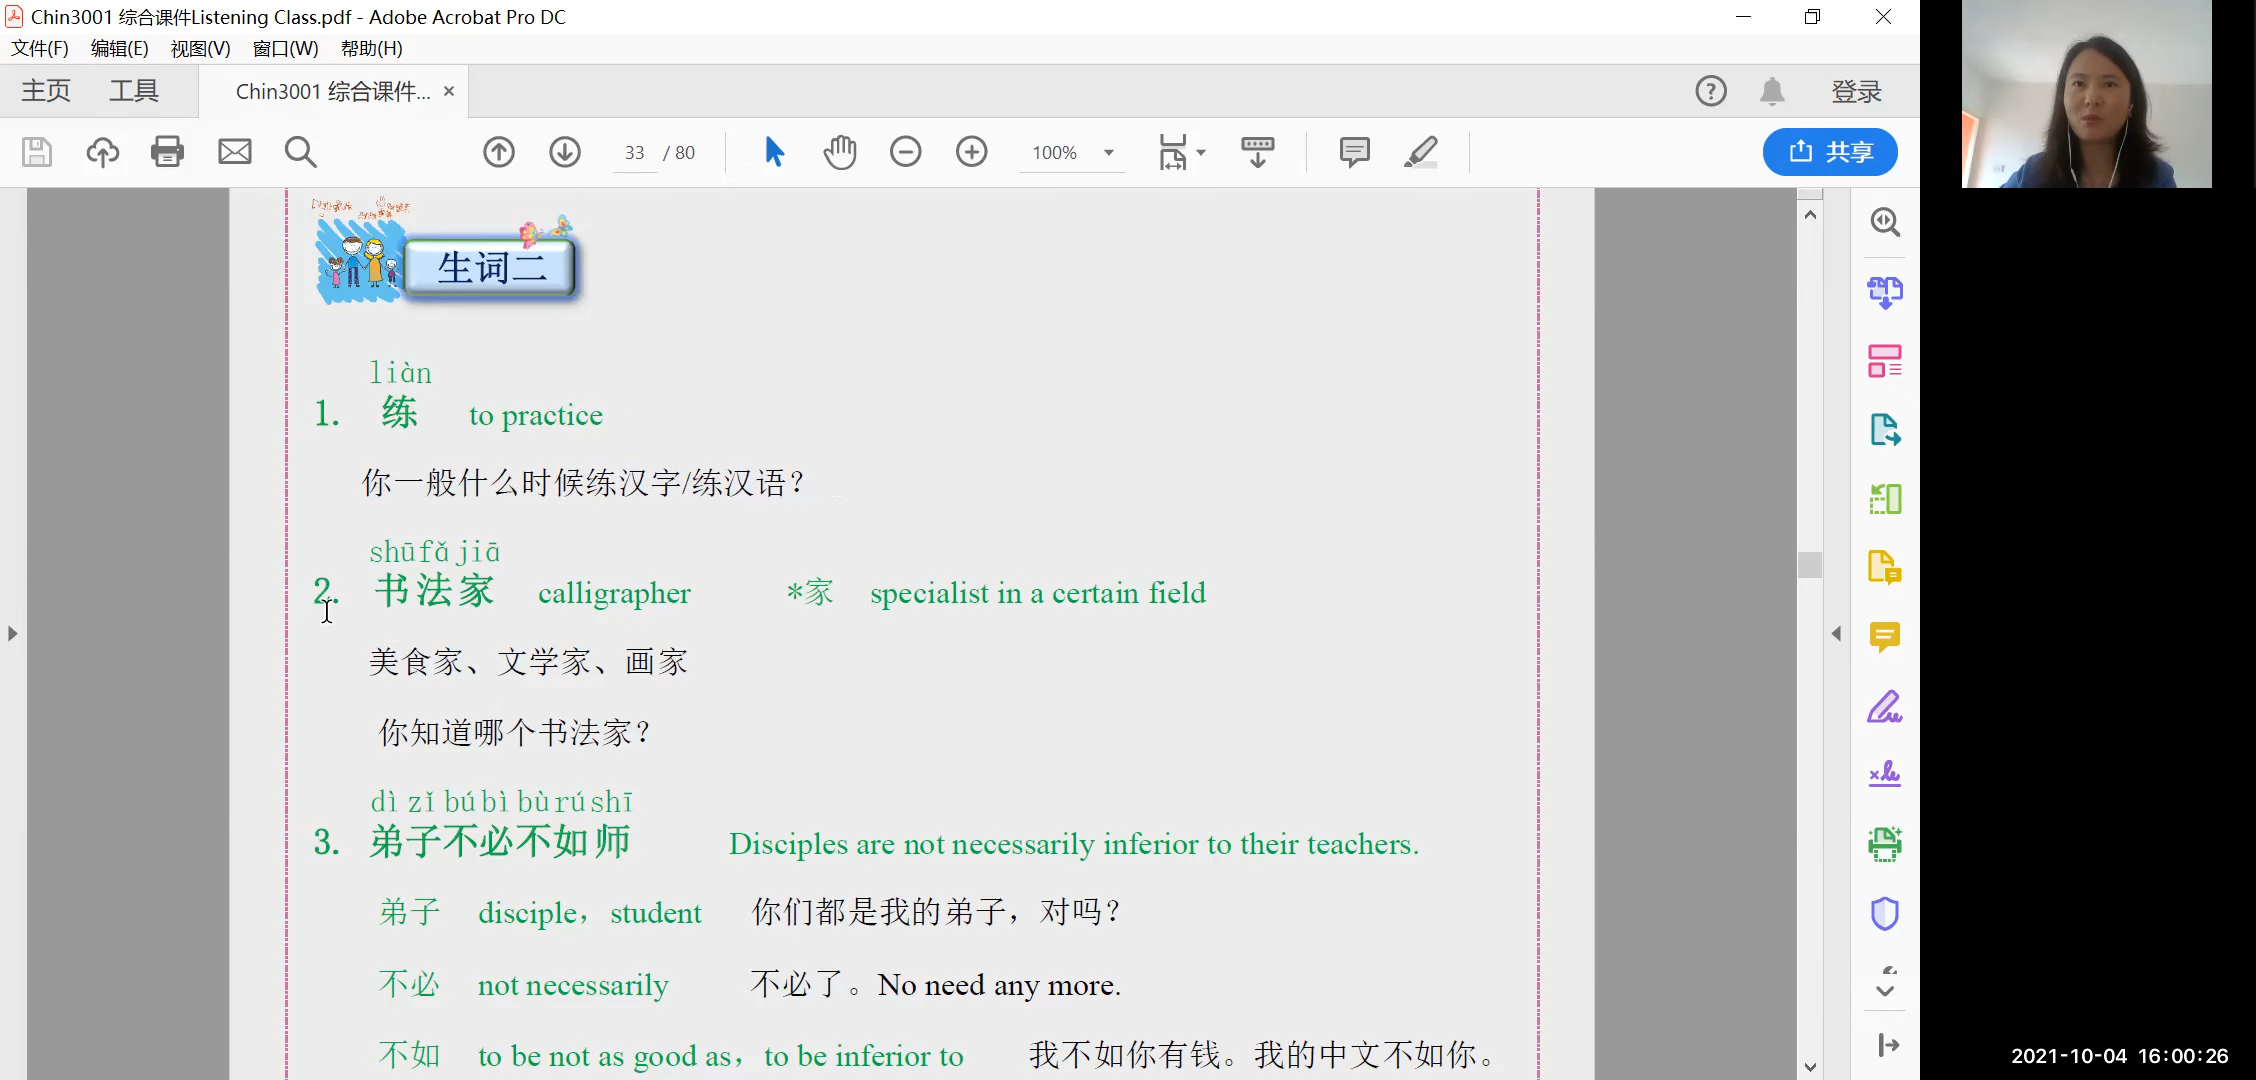 Chin3001 综合课件Listening Class.pdf - Adobe Acrobat Pro DC
文件(F) 编辑(E) 视图(V) 窗口(W) 帮助(H)
主页 工具 Chin3001 综合课件... × 登录
33 / 80 100% 共享
生词二
liàn
1. 练 to practice
你一般什么时候练汉字/练汉语？
shūfǎjiā
2. 书法家 calligrapher *家 specialist in a certain field
美食家、文学家、画家
你知道哪个书法家？
dì zǐ bú bì bù rú shī
3. 弟子不必不如师 Disciples are not necessarily inferior to their teachers.
弟子 disciple，student 你们都是我的弟子，对吗？
不必 not necessarily 不必了。No need any more.
不如 to be not as good as，to be inferior to 我不如你有钱。我的中文不如你。
2021-10-04 16:00:26